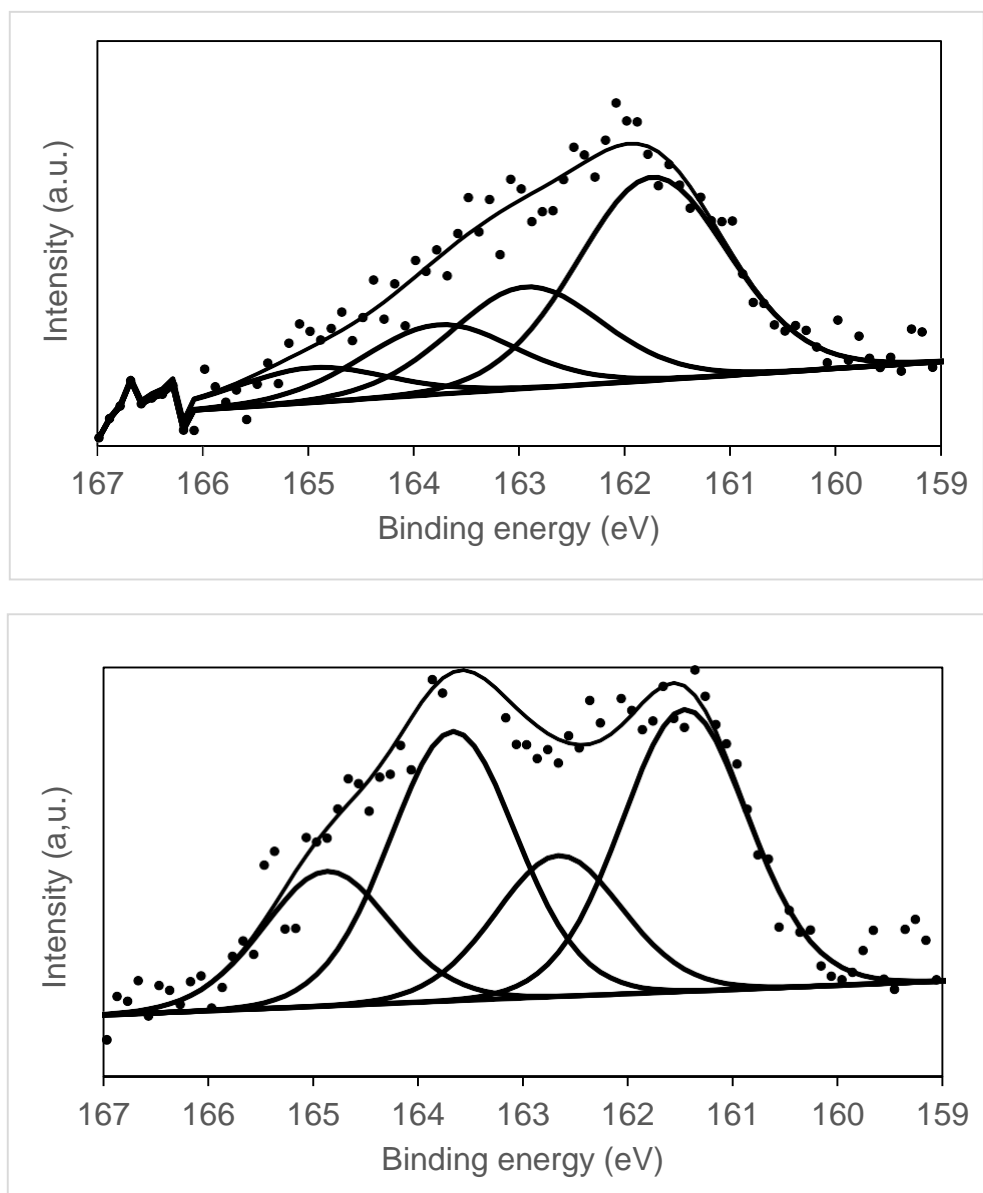 Intensity (a.u.)
167 166 165 164 163 162 161 160 159
Binding energy (eV)
Intensity (a,u.)
167 166 165 164 163 162 161 160 159
Binding energy (eV)